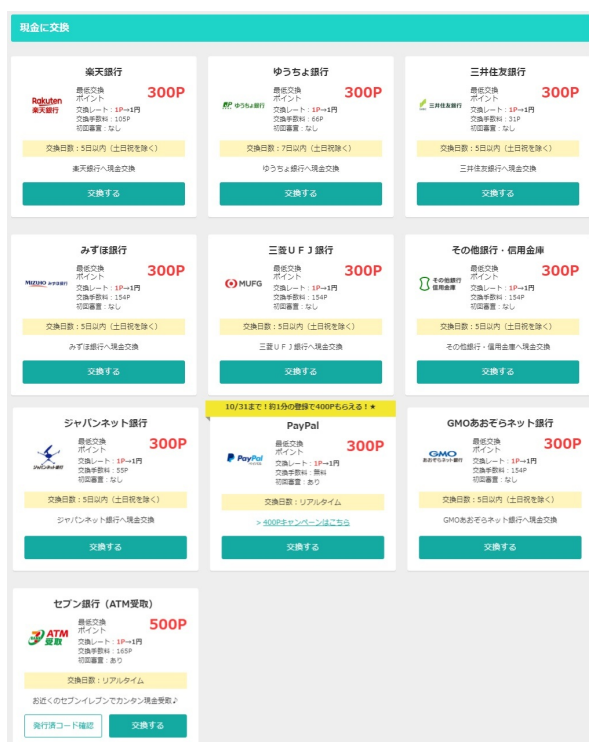 現金に交換
楽天銀行
Rakuten
楽天銀行
最低交換
ポイント
300P
交換レート：1P→1円
交換手数料：105P
初回審査：なし
交換日数：5日以内（土日祝を除く）
楽天銀行へ現金交換
交換する
ゆうちょ銀行
ゆうちょ銀行
最低交換
ポイント
300P
交換レート：1P→1円
交換手数料：66P
初回審査：なし
交換日数：7日以内（土日祝を除く）
ゆうちょ銀行へ現金交換
交換する
三井住友銀行
三井住友銀行
最低交換
ポイント
300P
交換レート：1P→1円
交換手数料：31P
初回審査：なし
交換日数：5日以内（土日祝を除く）
三井住友銀行へ現金交換
交換する
みずほ銀行
MIZUHO みずほ銀行
最低交換
ポイント
300P
交換レート：1P→1円
交換手数料：154P
初回審査：なし
交換日数：5日以内（土日祝を除く）
みずほ銀行へ現金交換
交換する
三菱ＵＦＪ銀行
MUFG
最低交換
ポイント
300P
交換レート：1P→1円
交換手数料：154P
初回審査：なし
交換日数：5日以内（土日祝を除く）
三菱ＵＦＪ銀行へ現金交換
交換する
その他銀行・信用金庫
その他銀行
信用金庫
最低交換
ポイント
300P
交換レート：1P→1円
交換手数料：154P
初回審査：なし
交換日数：5日以内（土日祝を除く）
その他銀行・信用金庫へ現金交換
交換する
ジャパンネット銀行
ジャパンネット銀行
最低交換
ポイント
300P
交換レート：1P→1円
交換手数料：55P
初回審査：なし
交換日数：5日以内（土日祝を除く）
ジャパンネット銀行へ現金交換
交換する
10/31まで！約1分の登録で400Pもらえる！★
PayPal
PayPal
最低交換
ポイント
300P
交換レート：1P→1円
交換手数料：無料
初回審査：あり
交換日数：リアルタイム
> 400Pキャンペーンはこちら
交換する
GMOあおぞらネット銀行
GMO
あおぞらネット銀行
最低交換
ポイント
300P
交換レート：1P→1円
交換手数料：154P
初回審査：なし
交換日数：5日以内（土日祝を除く）
GMOあおぞらネット銀行へ現金交換
交換する
セブン銀行（ATM受取）
ATM
受取
最低交換
ポイント
500P
交換レート：1P→1円
交換手数料：165P
初回審査：あり
交換日数：リアルタイム
お近くのセブンイレブンでカンタン現金受取♪
発行済コード確認
交換する